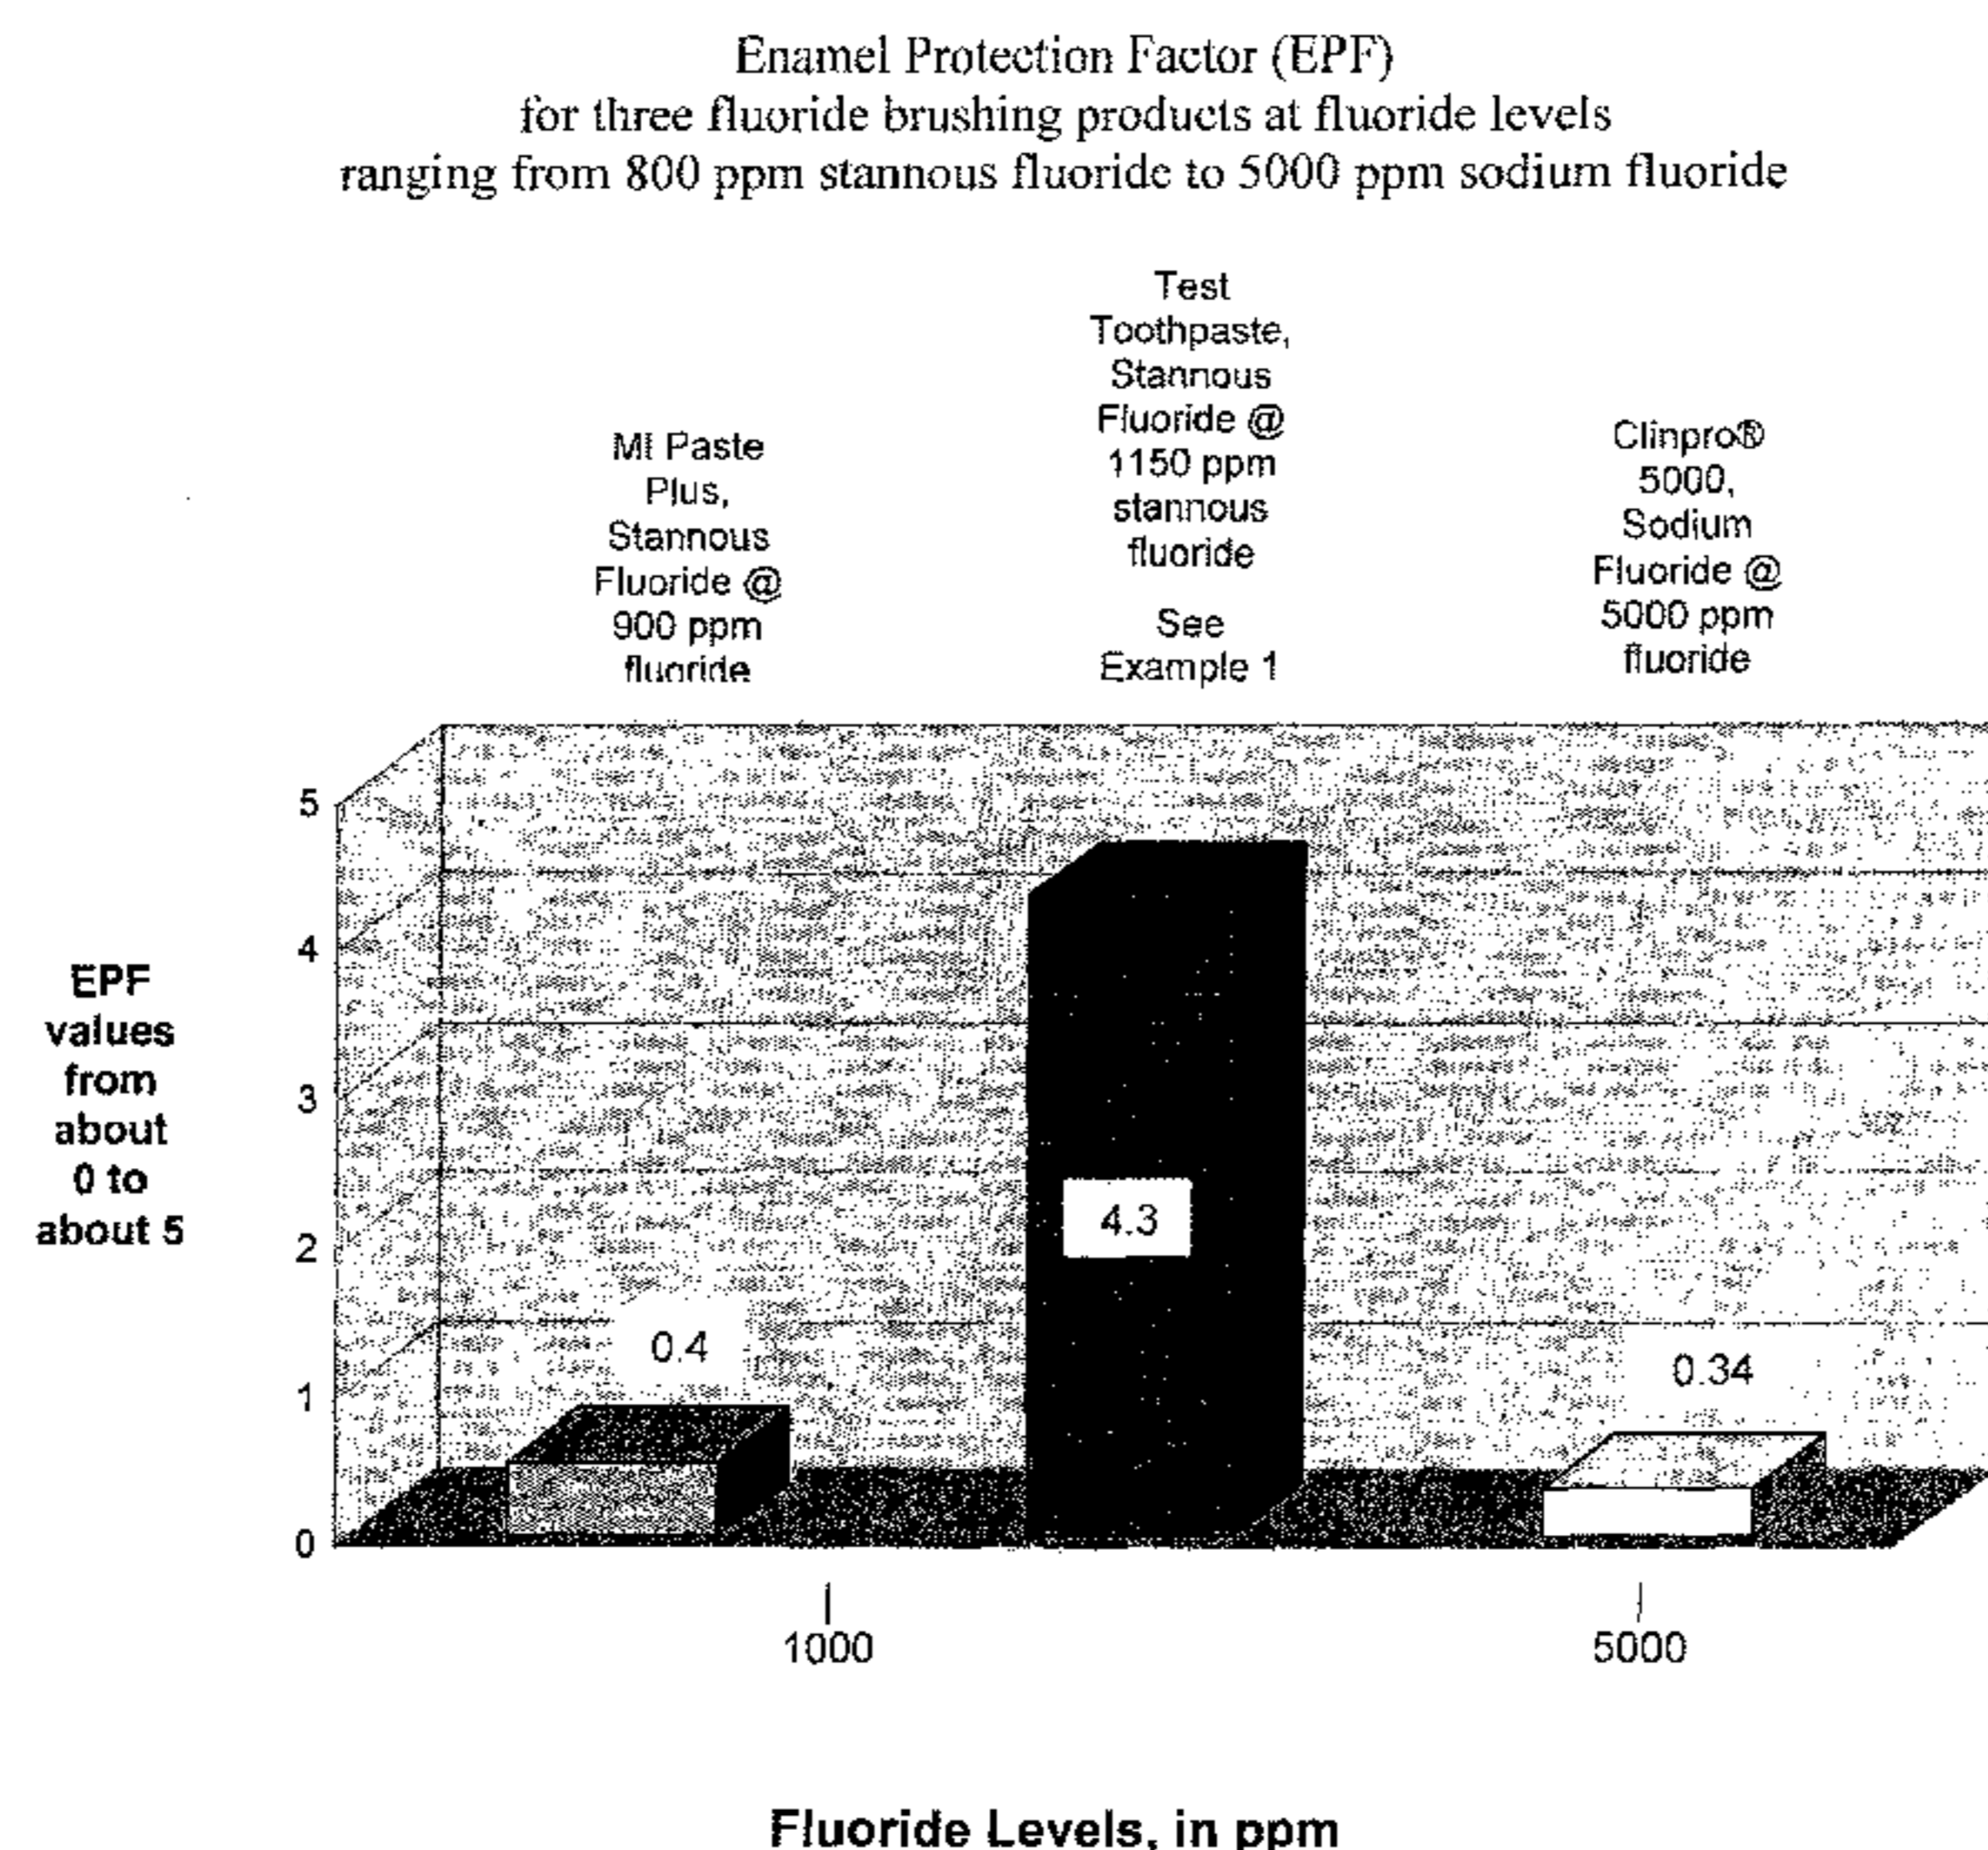 Enamel Protection Factor (EPF)
for three fluoride brushing products at fluoride levels
ranging from 800 ppm stannous fluoride to 5000 ppm sodium fluoride
MI Paste
Plus,
Stannous
Fluoride @
900 ppm
fluoride
Test
Toothpaste,
Stannous
Fluoride @
1150 ppm
stannous
fluoride
See
Example 1
Clinpro®
5000,
Sodium
Fluoride @
5000 ppm
fluoride
EPF
values
from
about
0 to
about 5
5
4
3
2
1
0
0.4
4.3
0.34
1000
5000
Fluoride Levels, in ppm